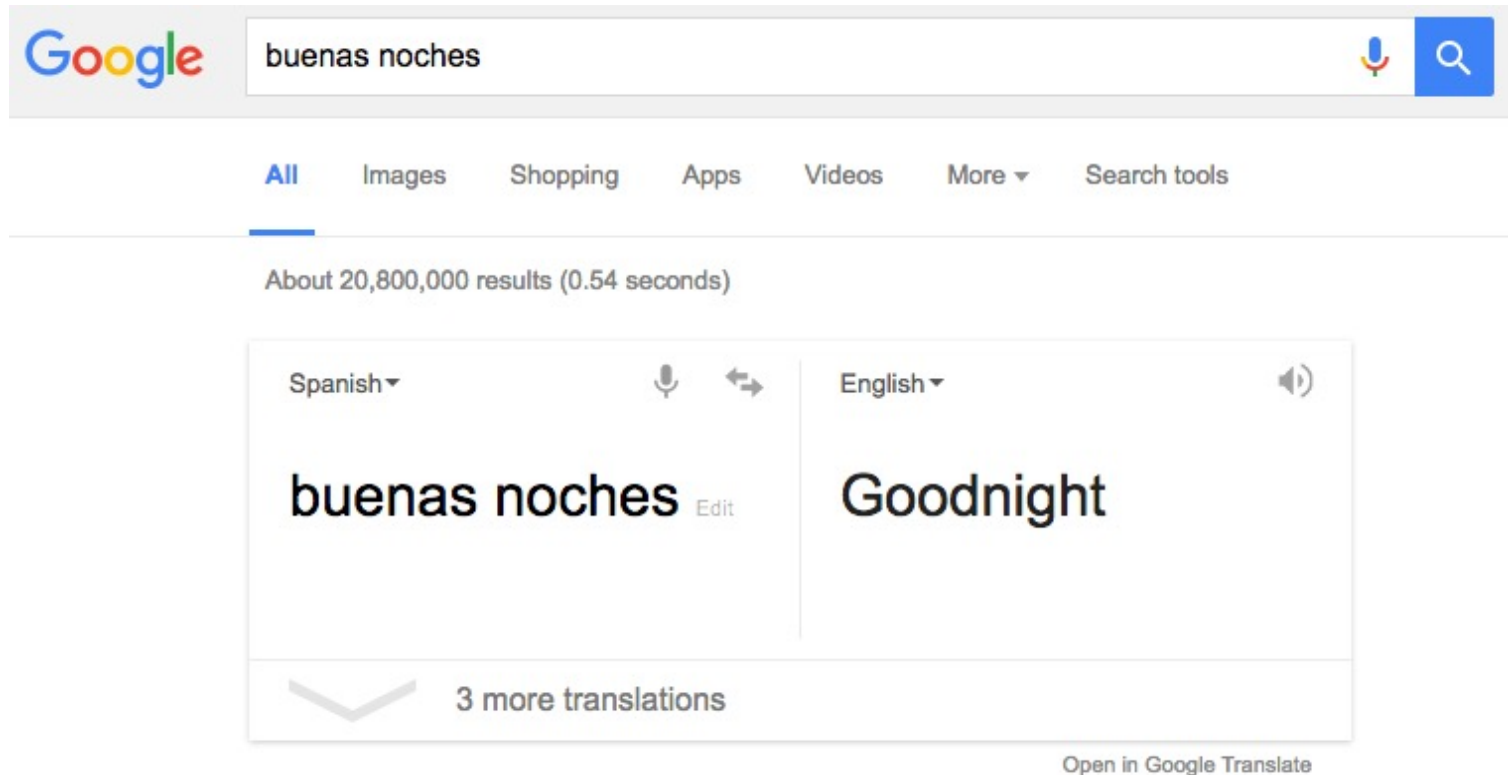 Google buenas noches
All Images Shopping Apps Videos More Search tools
About 20,800,000 results (0.54 seconds)
Spanish English
buenas noches Edit Goodnight
3 more translations
Open in Google Translate